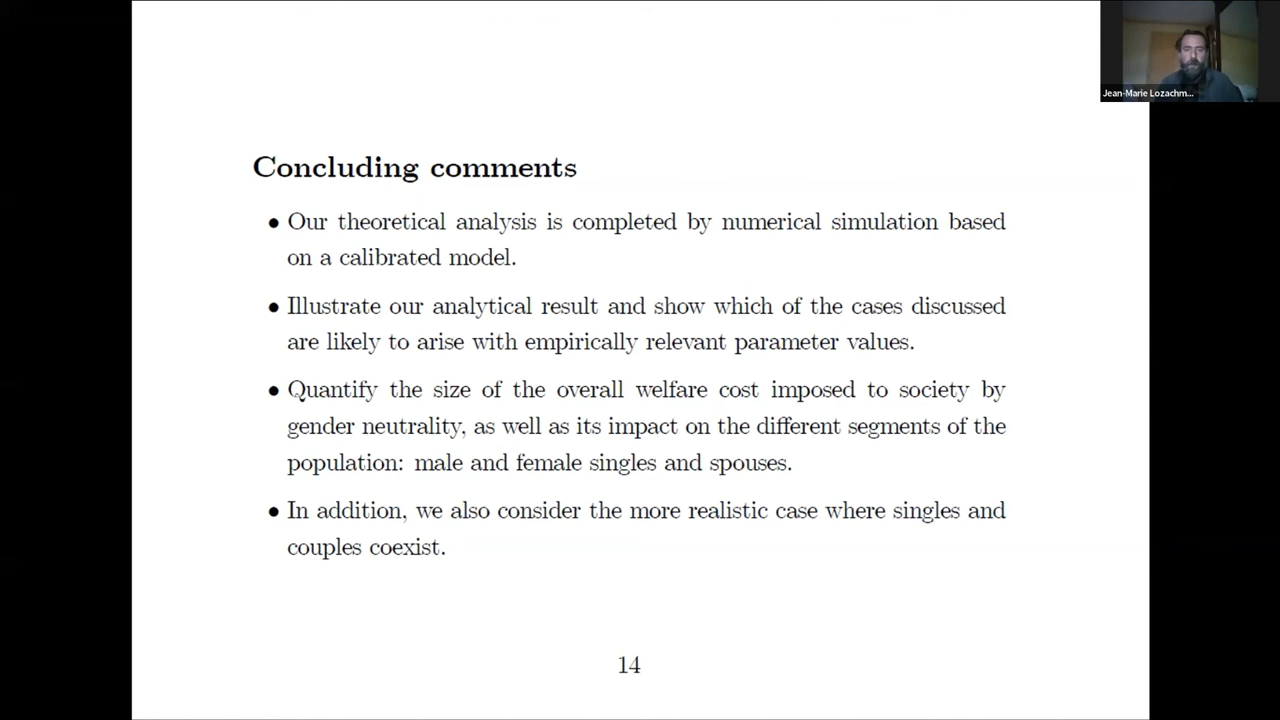 Jean-Marie Lozachm...
Concluding comments
• Our theoretical analysis is completed by numerical simulation based
on a calibrated model.
• Illustrate our analytical result and show which of the cases discussed
are likely to arise with empirically relevant parameter values.
• Quantify the size of the overall welfare cost imposed to society by
gender neutrality, as well as its impact on the different segments of the
population: male and female singles and spouses.
• In addition, we also consider the more realistic case where singles and
couples coexist.
14